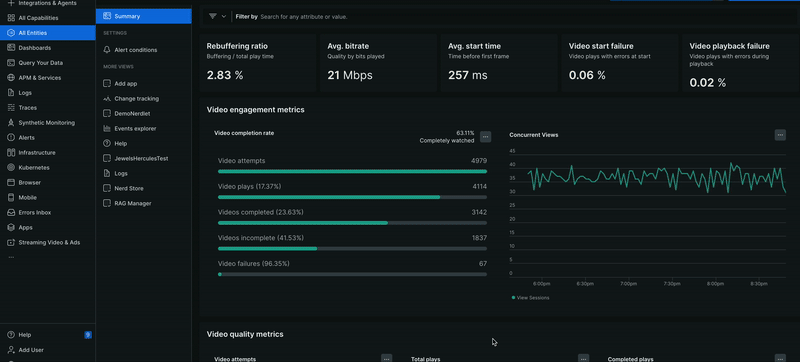 Integrations & Agents
All Capabilities
All Entities
Dashboards
Query Your Data
APM & Services
Logs
Traces
Synthetic Monitoring
Alerts
Infrastructure
Kubernetes
Browser
Mobile
Errors Inbox
Apps
Streaming Video & Ads
...
Help
Add User
Summary
SETTINGS
Alert conditions
MORE VIEWS
Add app
Change tracking
DemoNerdlet
Events explorer
Help
JewelsHerculesTest
Logs
Nerd Store
RAG Manager
Filter by Search for any attribute or value.
Rebuffering ratio
Buffering / total play time
2.83 %
Avg. bitrate
Quality by bits played
21 Mbps
Avg. start time
Time before first frame
257 ms
Video start failure
Video plays with errors at start
0.06 %
Video playback failure
Video plays with errors during
playback
0.02 %
Video engagement metrics
Video completion rate
63.11%
Completely watched
Video attempts 4979
Video plays (17.37%) 4114
Videos completed (23.63%) 3142
Videos incomplete (41.53%) 1837
Video failures (96.35%) 67
Concurrent Views
45
40
35
30
25
20
15
10
5
0
6:00pm 6:30pm 7:00pm 7:30pm 8:00pm 8:30pm
View Sessions
Video quality metrics
Video attempts
Total plays
Completed plays